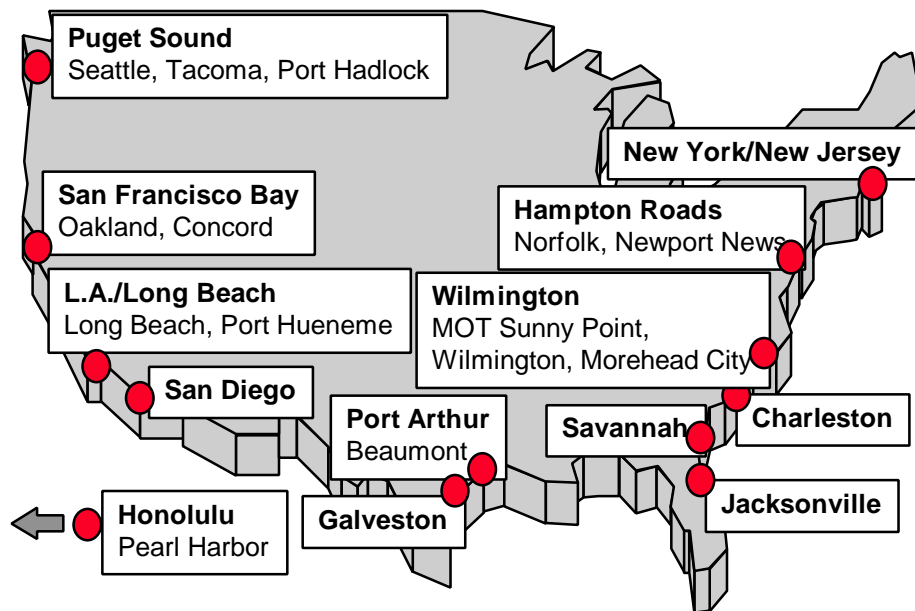 Puget Sound
Seattle, Tacoma, Port Hadlock
New York/New Jersey
San Francisco Bay
Oakland, Concord
Hampton Roads
Norfolk, Newport News
L.A./Long Beach
Long Beach, Port Hueneme
Wilmington
MOT Sunny Point,
Wilmington, Morehead City
San Diego
Port Arthur
Beaumont
Savannah
Charleston
Galveston
Jacksonville
Honolulu
Pearl Harbor